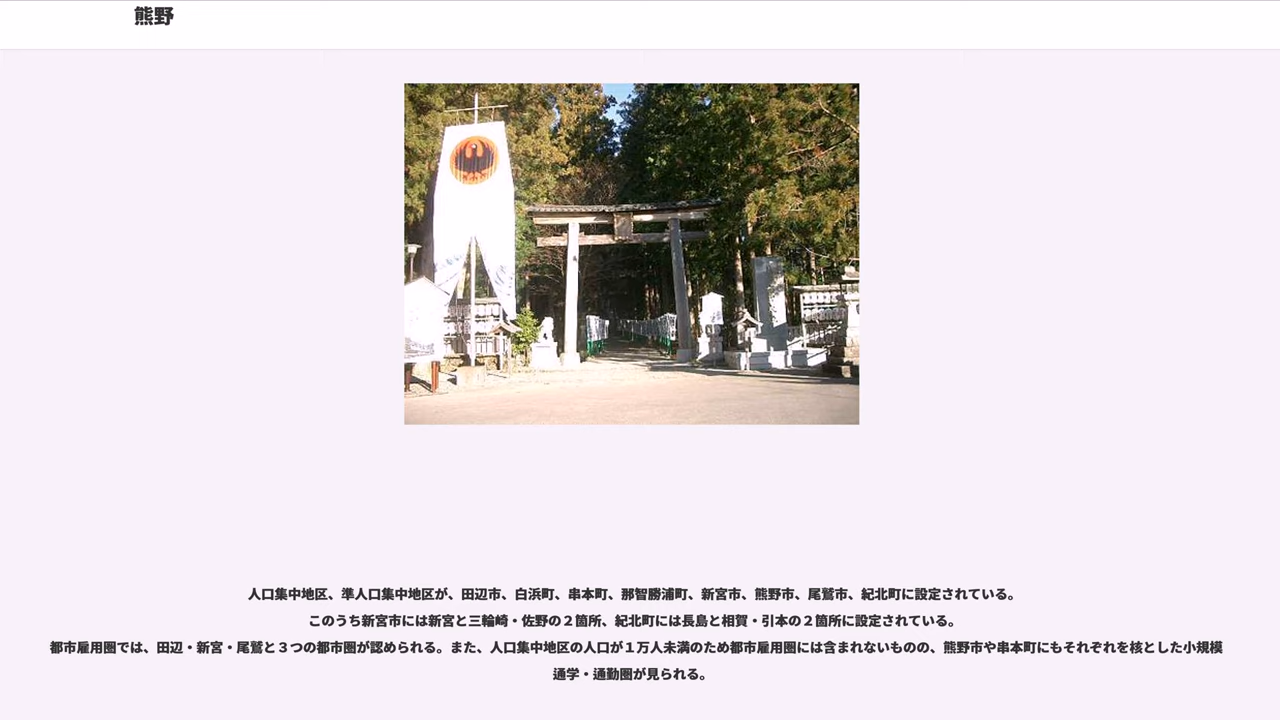 熊野
人口集中地区、準人口集中地区が、田辺市、白浜町、串本町、那智勝浦町、新宮市、熊野市、尾鷲市、紀北町に設定されている。
このうち新宮市には新宮と三輪崎・佐野の２箇所、紀北町には長島と相賀・引本の２箇所に設定されている。
都市雇用圏では、田辺・新宮・尾鷲と３つの都市圏が認められる。また、人口集中地区の人口が１万人未満のため都市雇用圏には含まれないものの、熊野市や串本町にもそれぞれを核とした小規模
通学・通勤圏が見られる。